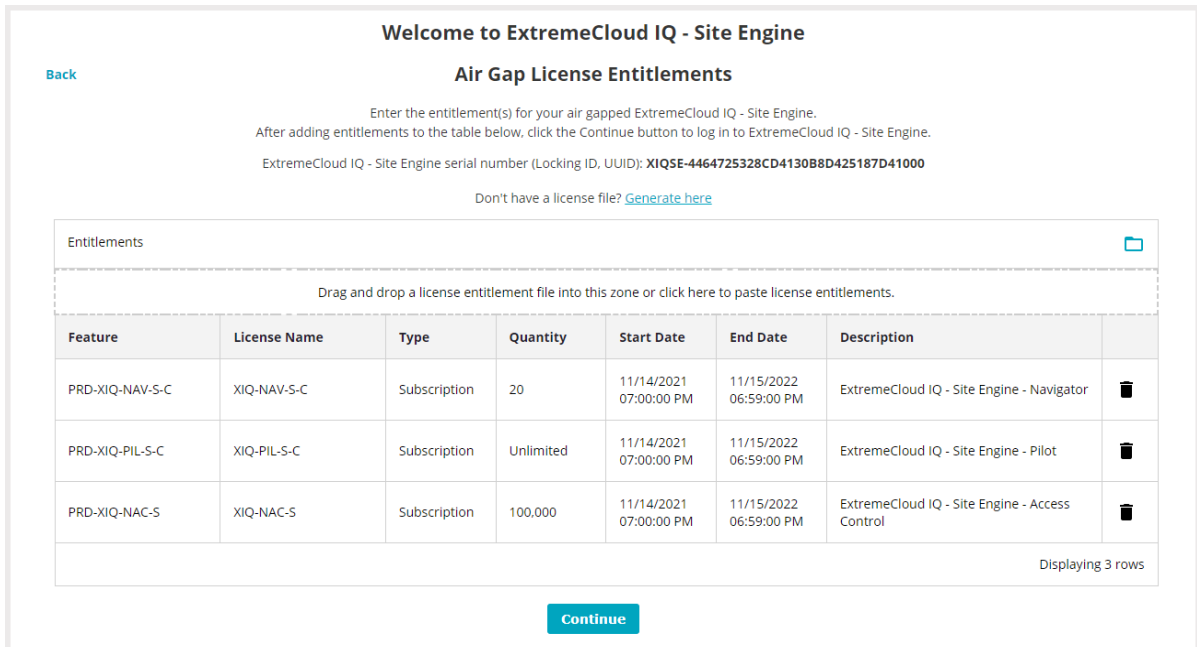 Welcome to ExtremeCloud IQ - Site Engine
Back
Air Gap License Entitlements
Enter the entitlement(s) for your air gapped ExtremeCloud IQ - Site Engine.
After adding entitlements to the table below, click the Continue button to log in to ExtremeCloud IQ - Site Engine.
ExtremeCloud IQ - Site Engine serial number (Locking ID, UUID): XIQSE-4464725328CD4130B8D425187D41000
Don't have a license file? Generate here
Entitlements
Drag and drop a license entitlement file into this zone or click here to paste license entitlements.
Feature License Name Type Quantity Start Date End Date Description
PRD-XIQ-NAV-S-C XIQ-NAV-S-C Subscription 20 11/14/2021 11/15/2022 ExtremeCloud IQ - Site Engine - Navigator
07:00:00 PM 06:59:00 PM
PRD-XIQ-PIL-S-C XIQ-PIL-S-C Subscription Unlimited 11/14/2021 11/15/2022 ExtremeCloud IQ - Site Engine - Pilot
07:00:00 PM 06:59:00 PM
PRD-XIQ-NAC-S XIQ-NAC-S Subscription 100,000 11/14/2021 11/15/2022 ExtremeCloud IQ - Site Engine - Access
07:00:00 PM 06:59:00 PM Control
Displaying 3 rows
Continue